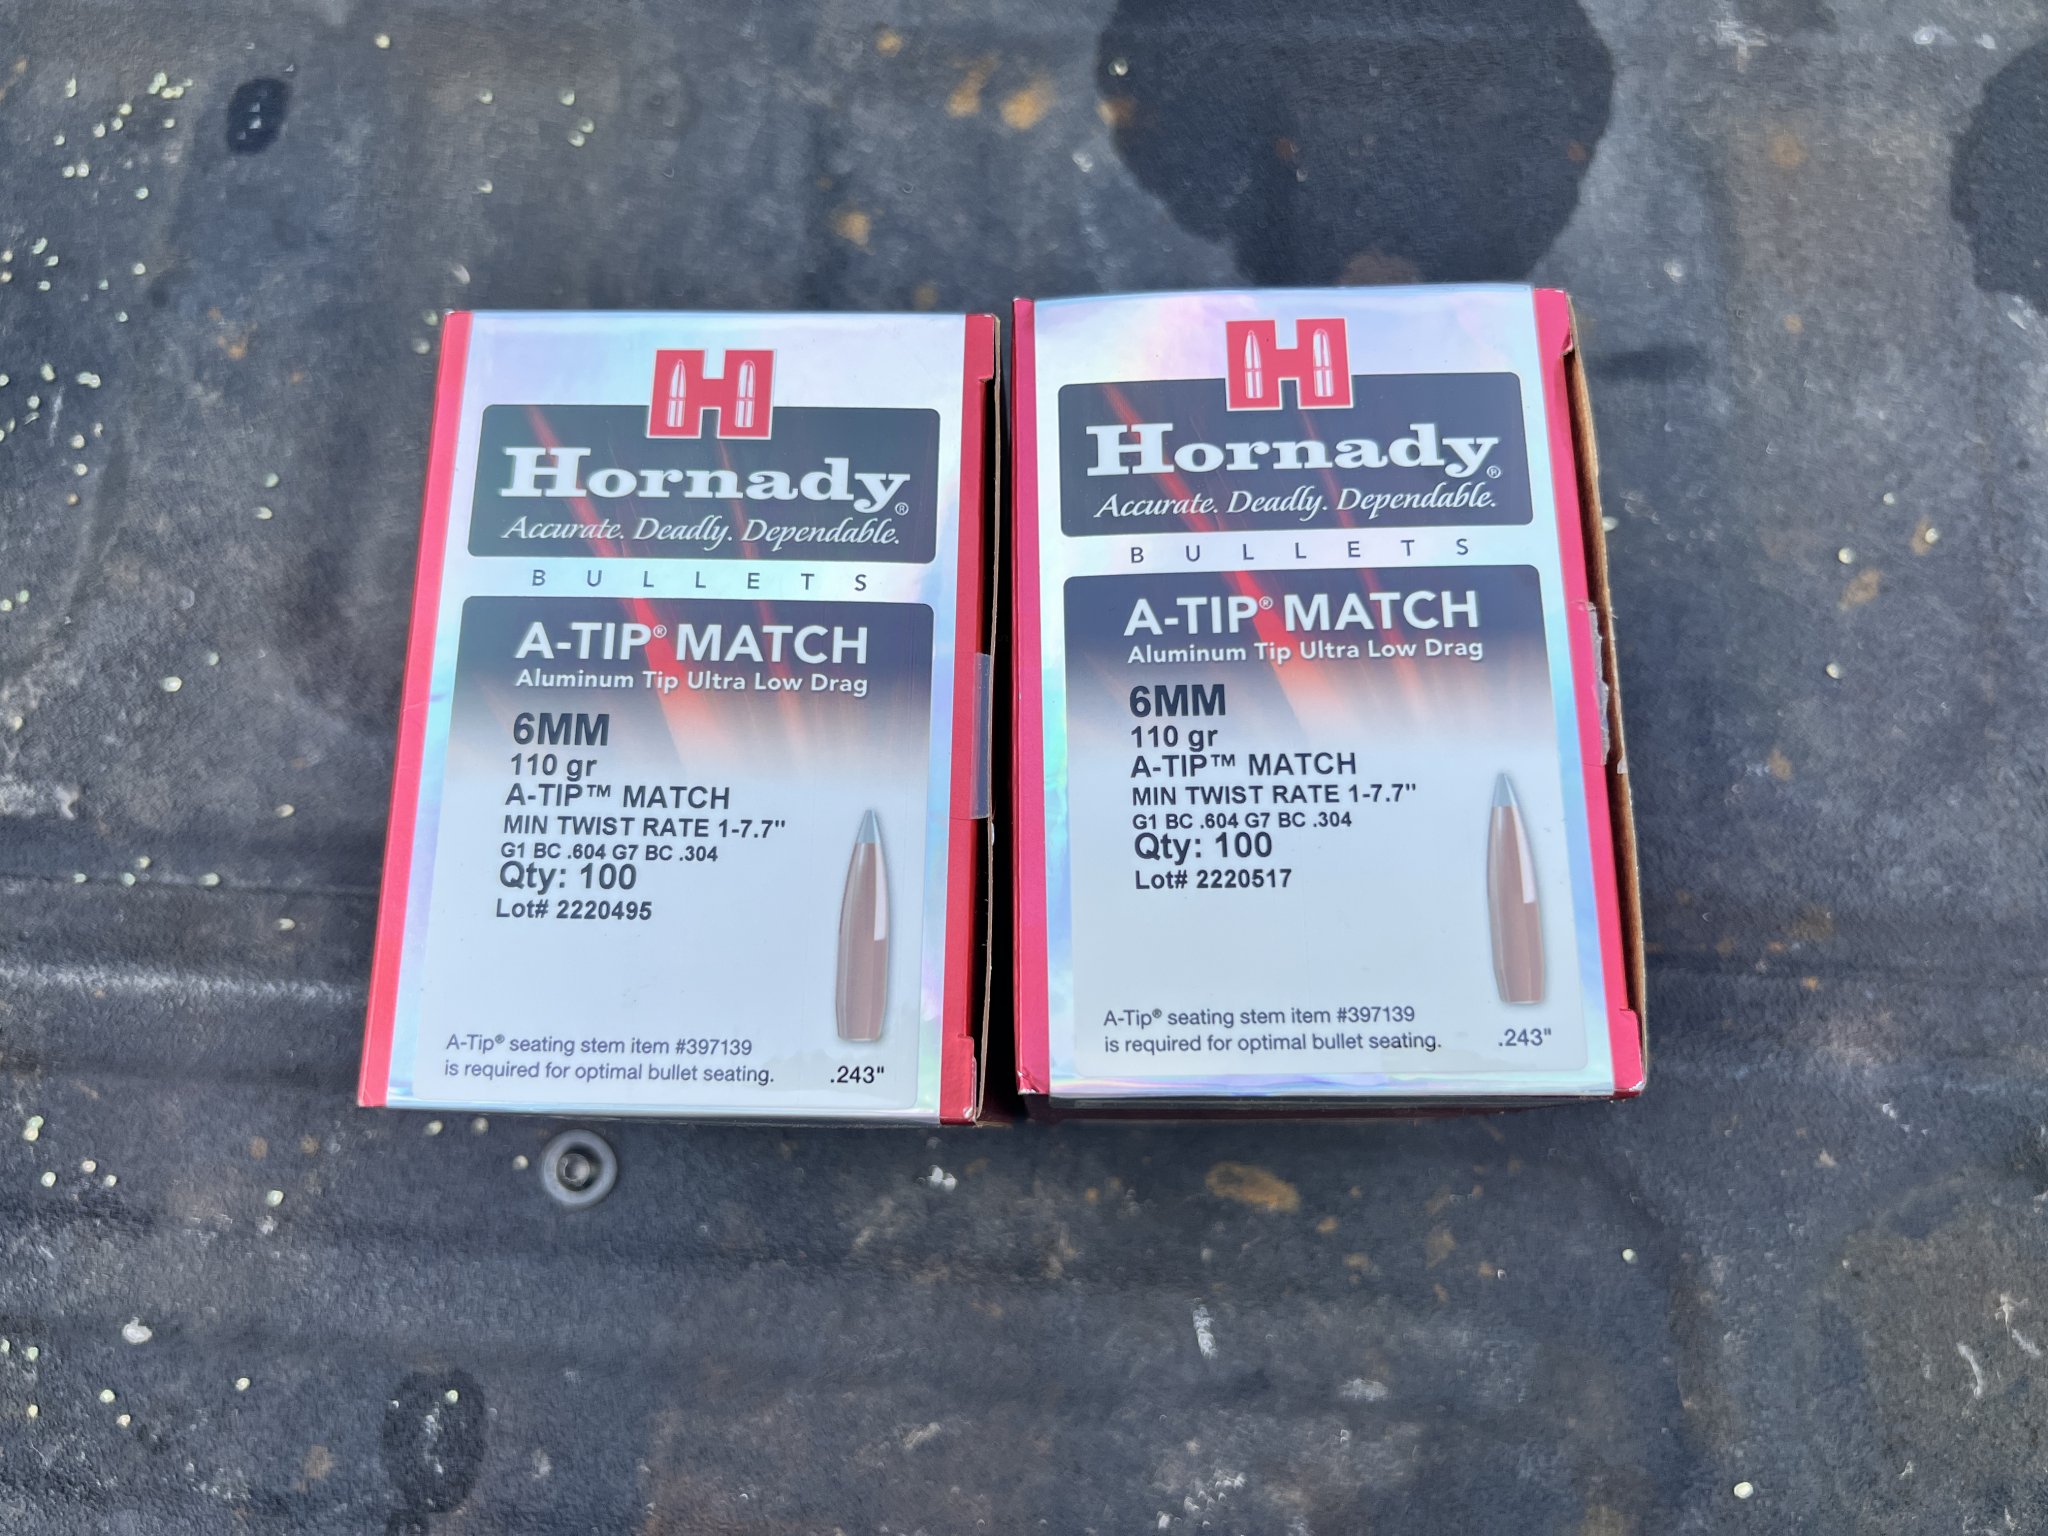 Hornady®
Accurate. Deadly. Dependable.
BULLETS
A-TIP® MATCH
Aluminum Tip Ultra Low Drag
6MM
110 gr
A-TIP™ MATCH
MIN TWIST RATE 1-7.7"
G1 BC .604 G7 BC .304
Qty: 100
Lot# 2220495
A-Tip® seating stem item #397139
is required for optimal bullet seating.
.243"
Hornady®
Accurate. Deadly. Dependable.
BULLETS
A-TIP® MATCH
Aluminum Tip Ultra Low Drag
6MM
110 gr
A-TIP™ MATCH
MIN TWIST RATE 1-7.7"
G1 BC .604 G7 BC .304
Qty: 100
Lot# 2220517
A-Tip® seating stem item #397139
is required for optimal bullet seating.
.243"